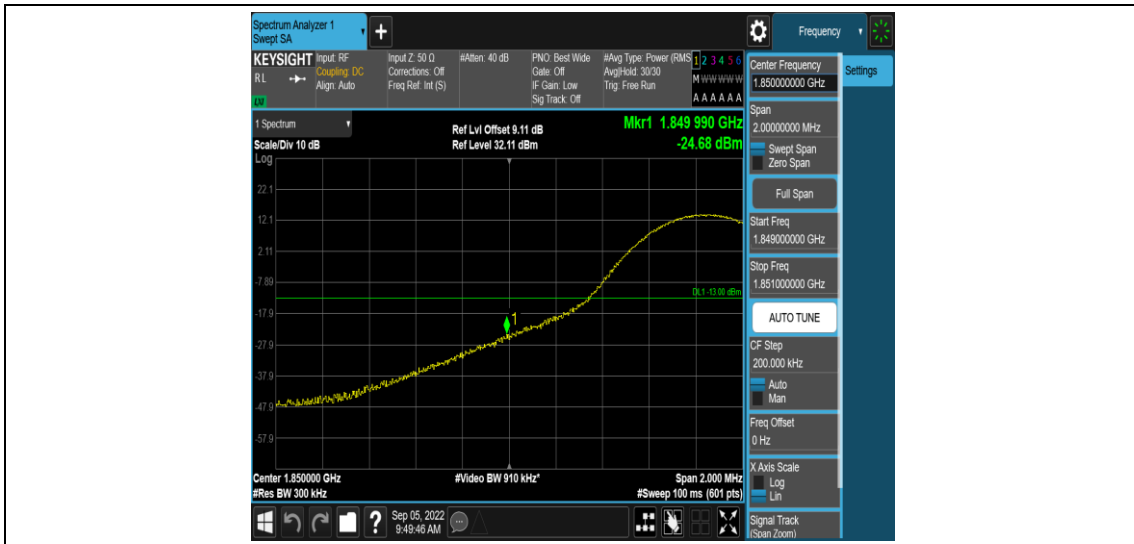 Spectrum Analyzer 1
Swept SA
+
Frequency
KEYSIGHT
RL
LXI
Input: RF
Coupling: DC
Align: Auto
Input Z: 50 Ω
Corrections: Off
Freq Ref: Int (S)
#Atten: 40 dB
PNO: Best Wide
Gate: Off
IF Gain: Low
Sig Track: Off
#Avg Type: Power (RMS
Avg|Hold: 30/30
Trig: Free Run
1 2 3 4 5 6
M W W W W W
A A A A A A
1 Spectrum
Scale/Div 10 dB
Log
Ref Lvl Offset 9.11 dB
Ref Level 32.11 dBm
Mkr1 1.849 990 GHz
-24.68 dBm
22.1
12.1
2.11
-7.89
-17.9
-27.9
-37.9
-47.9
-57.9
DL1 -13.00 dBm
1
Center 1.850000 GHz
#Res BW 300 kHz
#Video BW 910 kHz*
Span 2.000 MHz
#Sweep 100 ms (601 pts)
Sep 05, 2022
9:49:46 AM
?
Center Frequency
1.850000000 GHz
Settings
Span
2.00000000 MHz
Swept Span
Zero Span
Full Span
Start Freq
1.849000000 GHz
Stop Freq
1.851000000 GHz
AUTO TUNE
CF Step
200.000 kHz
Auto
Man
Freq Offset
0 Hz
X Axis Scale
Log
Lin
Signal Track
(Span Zoom)